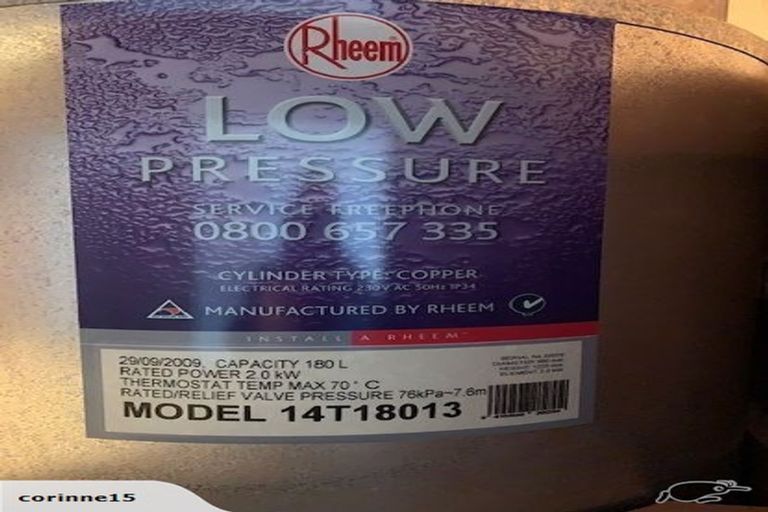 Rheem
LOW
PRESSURE
SERVICE FREEPHONE
0800 657 335
CYLINDER TYPE: COPPER
ELECTRICAL RATING 230V AC 50Hz IP34
MANUFACTURED BY RHEEM
INSTALL A RHEEM
29/09/2009, CAPACITY 180 L
RATED POWER 2.0 kW
THERMOSTAT TEMP MAX 70° C
RATED/RELIEF VALVE PRESSURE 76kPa~7.6m
MODEL 14T18013
corinne15